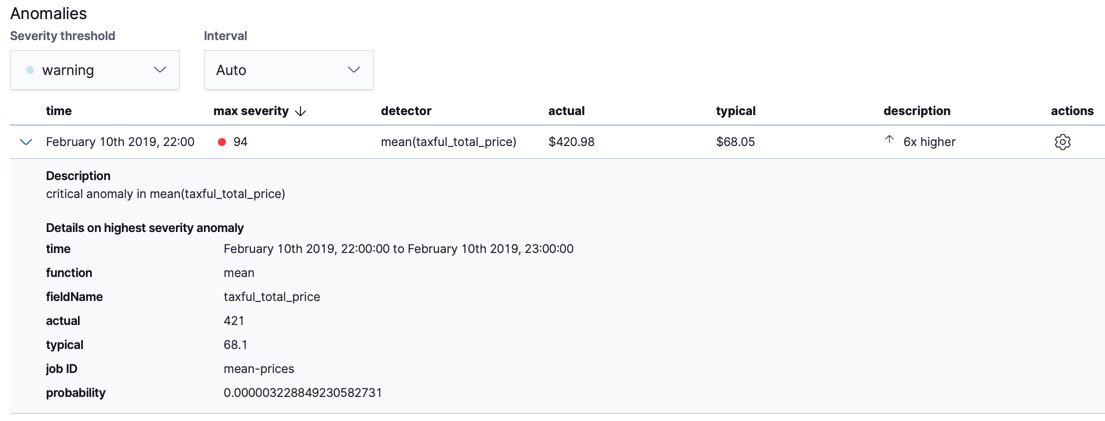 Anomalies
Severity threshold Interval
warning Auto
time max severity detector actual typical description actions
February 10th 2019, 22:00 94 mean(taxful_total_price) $420.98 $68.05 6x higher
Description
critical anomaly in mean(taxful_total_price)
Details on highest severity anomaly
time February 10th 2019, 22:00:00 to February 10th 2019, 23:00:00
function mean
fieldName taxful_total_price
actual 421
typical 68.1
job ID mean-prices
probability 0.000003228849230582731